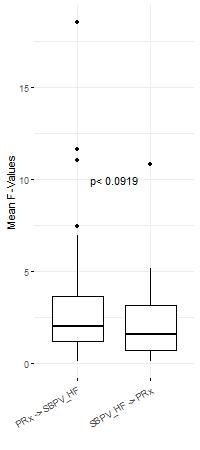 Mean F-Values
15
10
5
0
p< 0.0919
PRx -> SBPV_HF
SBPV_HF -> PRx